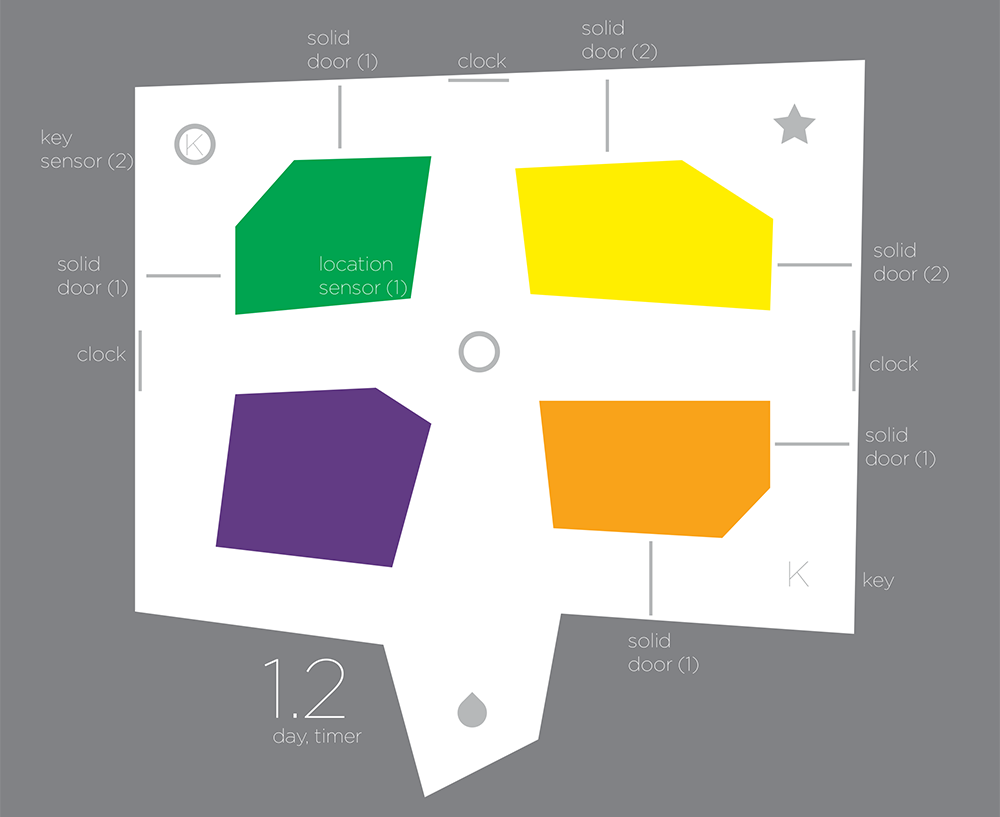 solid
door (1)
clock
solid
door (2)
key
sensor (2)
K
solid
door (1)
location
sensor (1)
solid
door (2)
clock
clock
solid
door (1)
K
key
solid
door (1)
1.2
day, timer